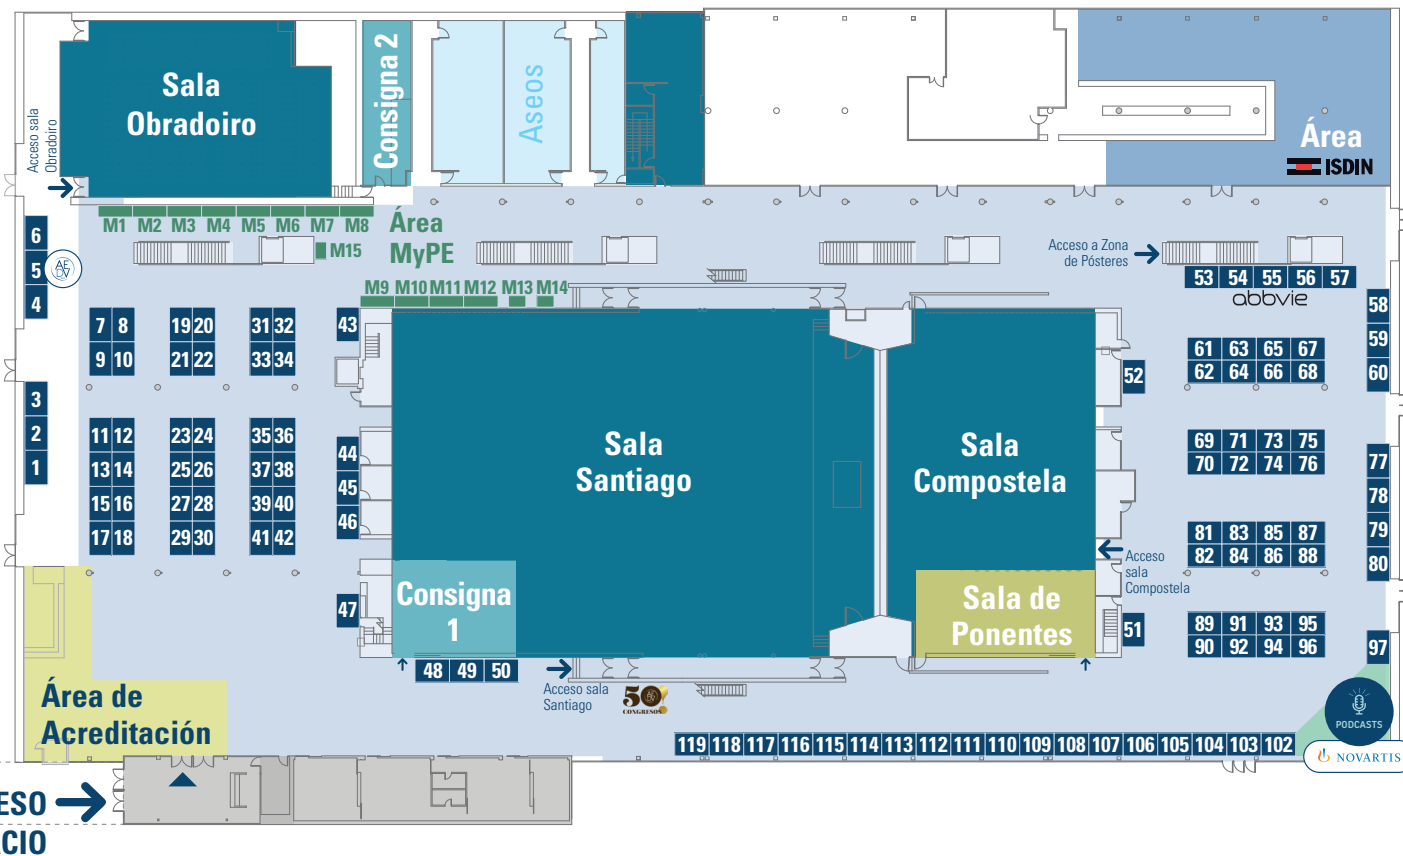 Sala
Obradoiro
Consigna 2
Aseos
Área
ISDIN
Acceso sala
Obradoiro
M1 M2 M3 M4 M5 M6 M7 M8
Área
MyPE
M15
M9 M10 M11 M12 M13 M14
Acceso a Zona
de Pósteres
53 54 55 56 57
abbvie
6
5
4
AEDV
3
2
1
7 8 19 20 31 32
9 10 21 22 33 34
11 12 23 24 35 36
13 14 25 26 37 38
15 16 27 28 39 40
17 18 29 30 41 42
43
44
45
46
47
Sala
Santiago
Sala
Compostela
Consigna
1
Sala de
Ponentes
52
51
Acceso
sala
Compostela
58
59
60
61 63 65 67
62 64 66 68
69 71 73 75
70 72 74 76
77
78
79
80
81 83 85 87
82 84 86 88
89 91 93 95
90 92 94 96
97
48 49 50
Acceso sala
Santiago
50
CONGRESOS
PODCASTS
NOVARTIS
119 118 117 116 115 114 113 112 111 110 109 108 107 106 105 104 103 102
Área de
Acreditación
ESO
CIO